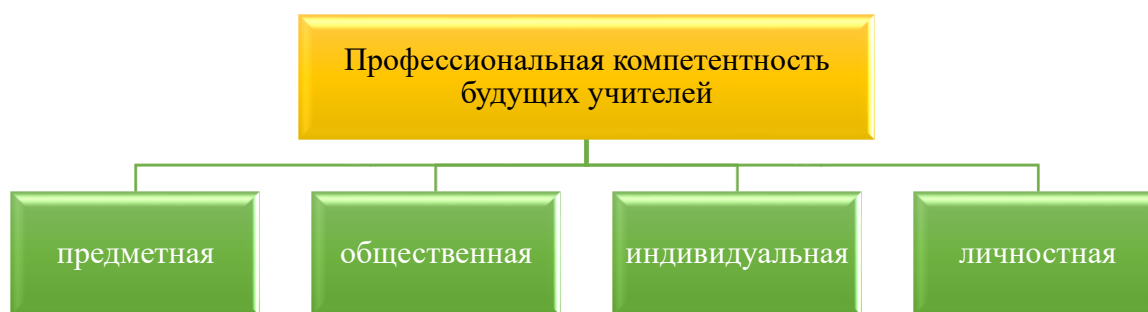 Профессиональная компетентность
будущих учителей
предметная
общественная
индивидуальная
личностная